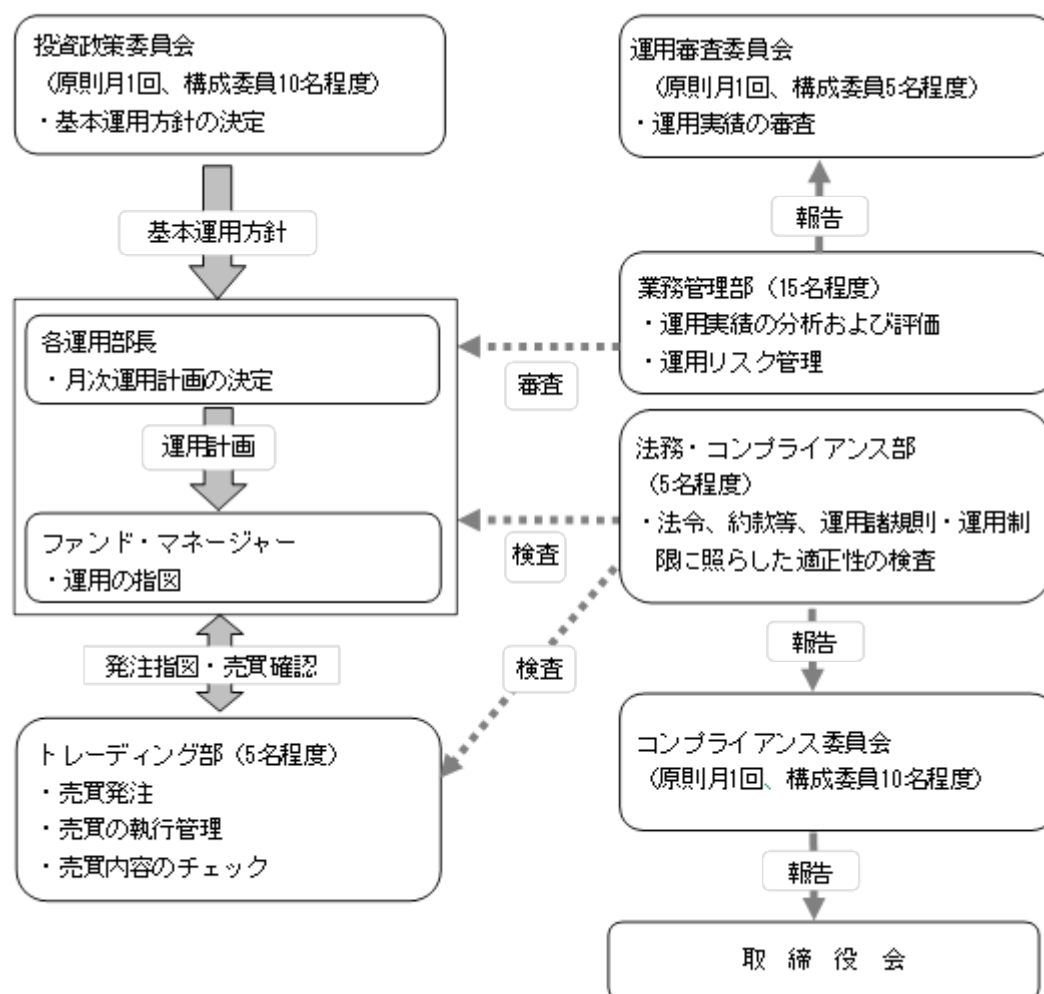 投資政策委員会
（原則月1回、構成委員10名程度）
・基本運用方針の決定
基本運用方針
各運用部長
・月次運用計画の決定
運用計画
ファンド・マネージャー
・運用の指図
発注指図・売買確認
トレーディング部（5名程度）
・売買発注
・売買の執行管理
・売買内容のチェック
運用審査委員会
（原則月1回、構成委員5名程度）
・運用実績の審査
報告
業務管理部（15名程度）
・運用実績の分析および評価
・運用リスク管理
審査
法務・コンプライアンス部
（5名程度）
・法令、約款等、運用諸規則・運用制
限に照らした適正性の検査
検査
検査
報告
コンプライアンス委員会
（原則月1回、構成委員10名程度）
報告
取　締　役　会